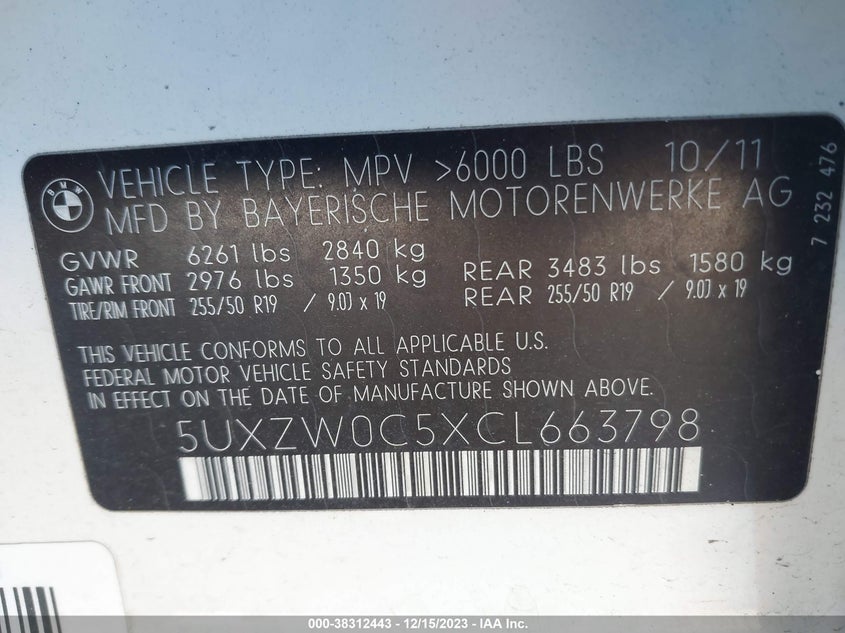 BMW
VEHICLE TYPE: MPV >6000 LBS 10/11
MFD BY BAYERISCHE MOTORENWERKE AG
7 232 476
GVWR 6261 lbs 2840 kg
GAWR FRONT 2976 lbs 1350 kg REAR 3483 lbs 1580 kg
TIRE/RIM FRONT 255/50 R19 / 9.0J x 19 REAR 255/50 R19 / 9.0J x 19
THIS VEHICLE CONFORMS TO ALL APPLICABLE U.S.
FEDERAL MOTOR VEHICLE SAFETY STANDARDS
IN EFFECT ON THE DATE OF MANUFACTURE SHOWN ABOVE.
5UXZW0C5XCL663798
000-38312443 - 12/15/2023 - IAA Inc.